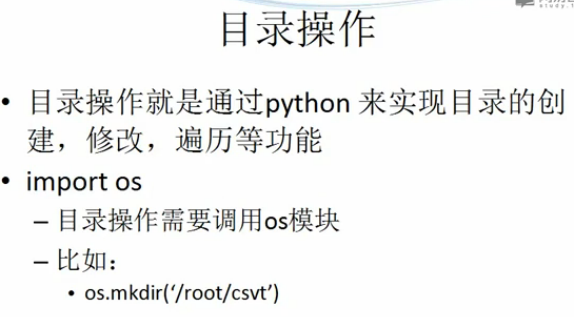 目录操作
• 目录操作就是通过python 来实现目录的创
建，修改，遍历等功能
• import os
– 目录操作需要调用os模块
– 比如：
• os.mkdir(‘/root/csvt’)